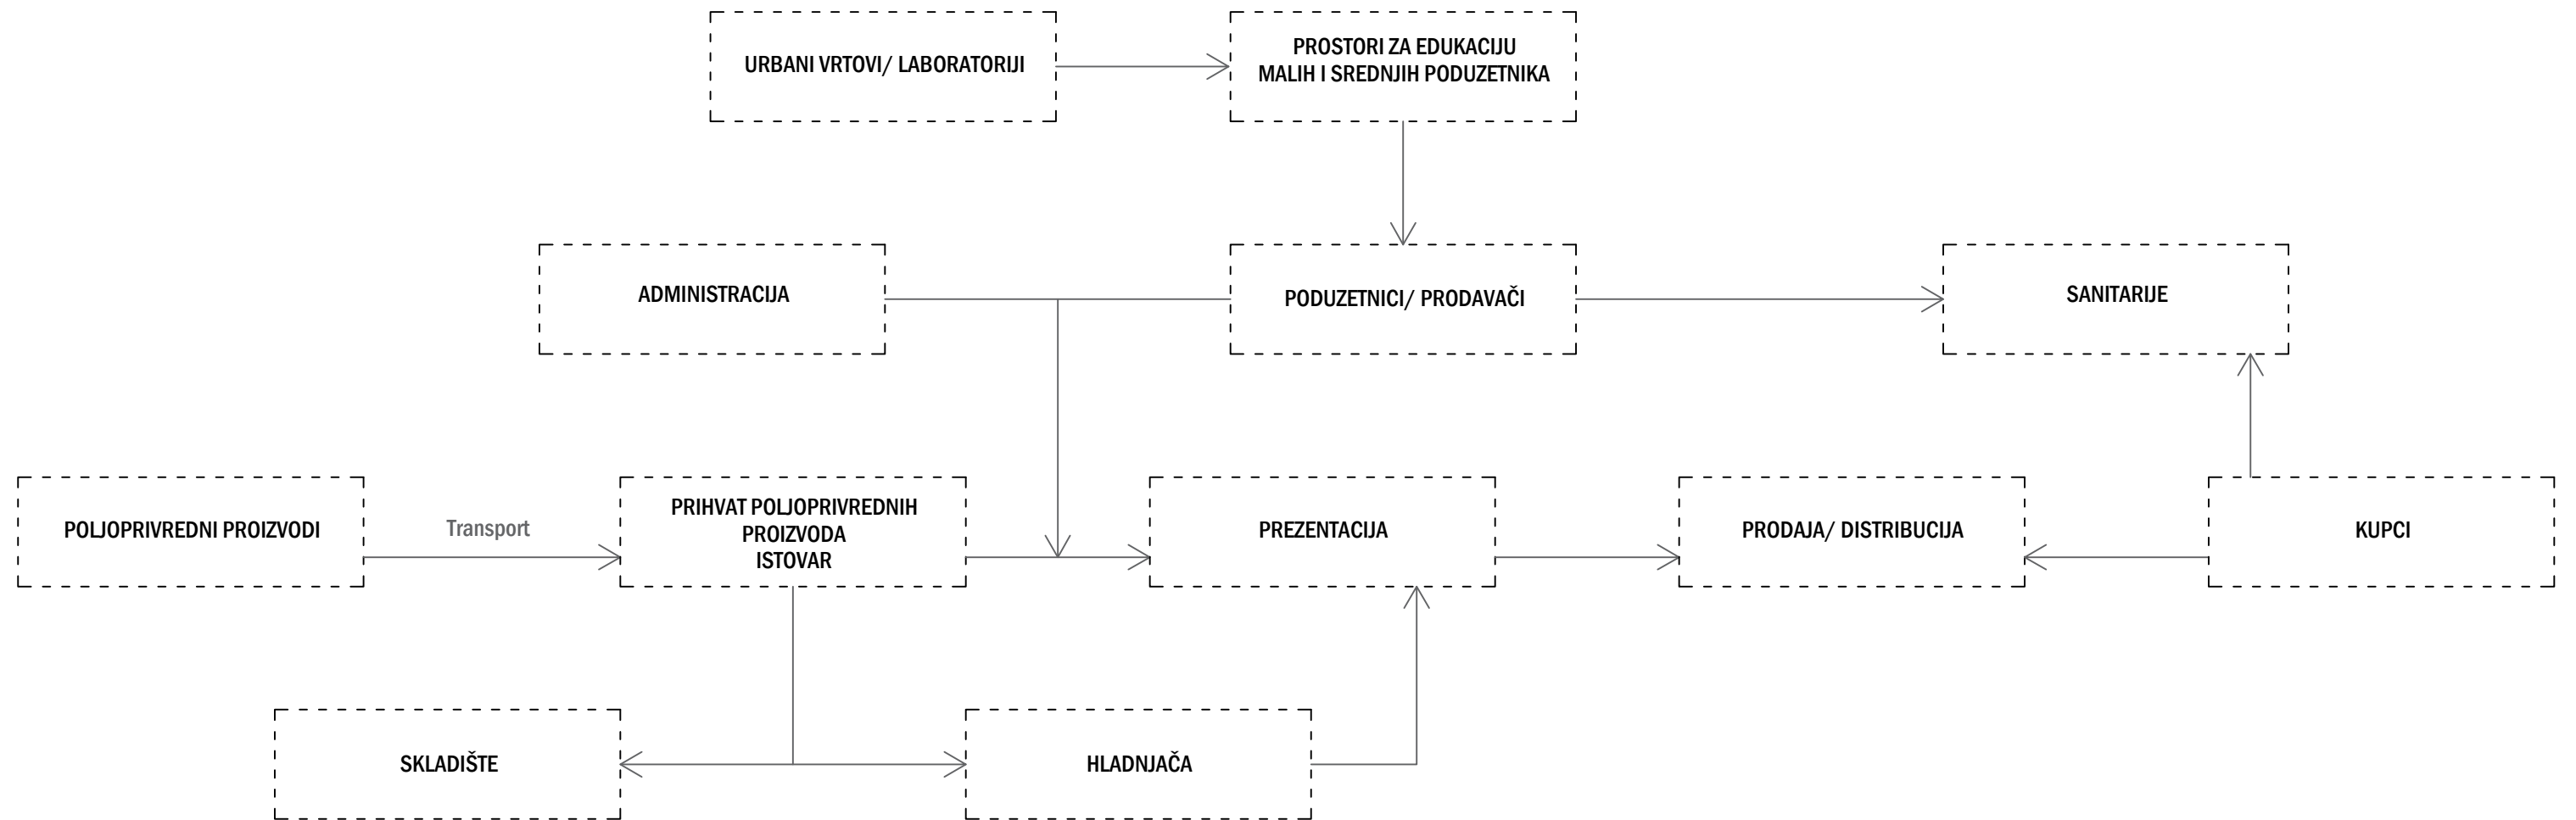 URBANI VRTOVI/ LABORATORIJI
PROSTORI ZA EDUKACIJU
MALIH I SREDNJIH PODUZETNIKA
ADMINISTRACIJA
PODUZETNICI/ PRODAVAČI
SANITARIJE
POLJOPRIVREDNI PROIZVODI
Transport
PRIHVAT POLJOPRIVREDNIH
PROIZVODA
ISTOVAR
PREZENTACIJA
PRODAJA/ DISTRIBUCIJA
KUPCI
SKLADIŠTE
HLADNJAČA